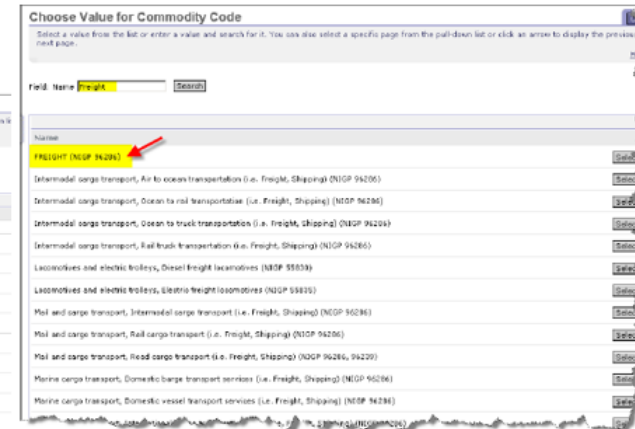 Choose Value for Commodity Code
Select a value from the list or enter a value and search for it. You can also select a specific page from the pull-down list or click an arrow to display the previous
next page.
Field: Name Freight Search
Name
FREIGHT (NIGP 96286)
Intermodal cargo transport, Air to ocean transportation (i.e. Freight, Shipping) (NIGP 96286)
Intermodal cargo transport, Ocean to rail transportation (i.e. Freight, Shipping) (NIGP 96286)
Intermodal cargo transport, Ocean to truck transportation (i.e. Freight, Shipping) (NIGP 96286)
Intermodal cargo transport, Rail truck transportation (i.e. Freight, Shipping) (NIGP 96286)
Locomotives and electric trolleys, Diesel freight locomotives (NIGP 55830)
Locomotives and electric trolleys, Electric freight locomotives (NIGP 55835)
Mail and cargo transport, Intermodal cargo transport (i.e. Freight, Shipping) (NIGP 96286)
Mail and cargo transport, Rail cargo transport (i.e. Freight, Shipping) (NIGP 96286)
Mail and cargo transport, Road cargo transport (i.e. Freight, Shipping) (NIGP 96286, 96239)
Marine cargo transport, Domestic barge transport services (i.e. Freight, Shipping) (NIGP 96286)
Marine cargo transport, Domestic vessel transport services (i.e. Freight, Shipping) (NIGP 96286)